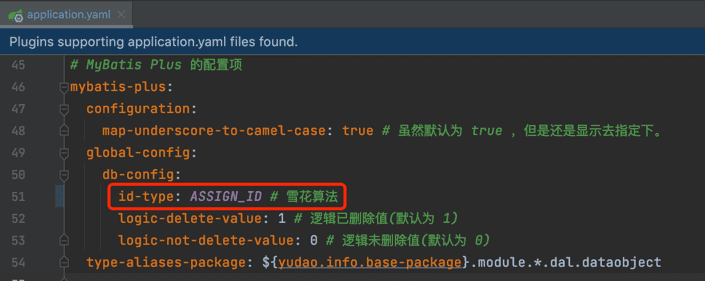 application.yaml
Plugins supporting application.yaml files found.
45 # MyBatis Plus 的配置项
46 mybatis-plus:
47 configuration:
48 map-underscore-to-camel-case: true # 虽然默认为 true ，但是还是显示去指定下。
49 global-config:
50 db-config:
51 id-type: ASSIGN_ID # 雪花算法
52 logic-delete-value: 1 # 逻辑已删除值(默认为 1)
53 logic-not-delete-value: 0 # 逻辑未删除值(默认为 0)
54 type-aliases-package: ${yudao.info.base-package}.module.*.dal.dataobject